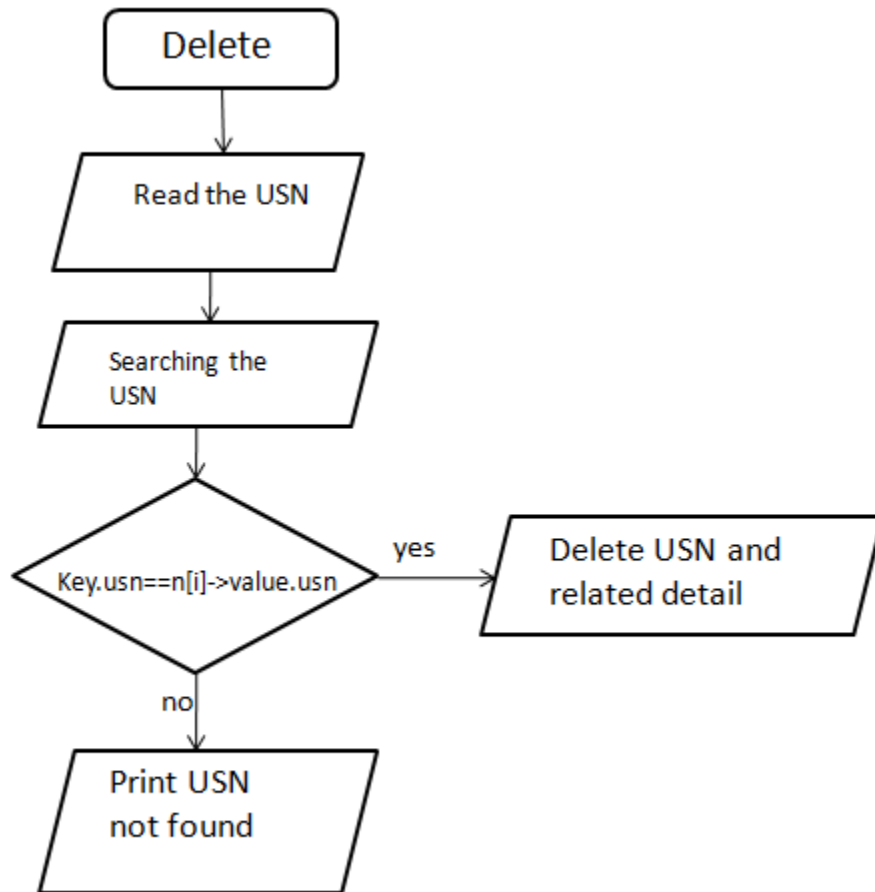 Delete
Read the USN
Searching the
USN
Key.usn==n[i]->value.usn
yes
Delete USN and
related detail
no
Print USN
not found